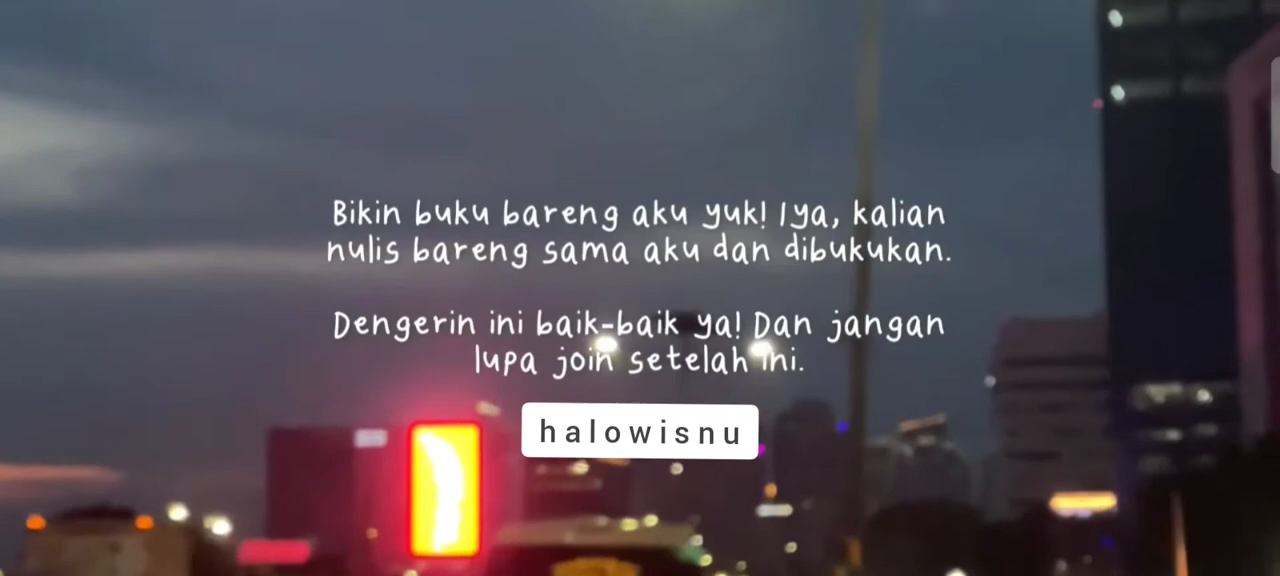 Bikin buku bareng aku yuk! Iya, kalian
nulis bareng sama aku dan dibukukan.
Dengerin ini baik-baik ya! Dan jangan
lupa join setelah ini.
halowisnu